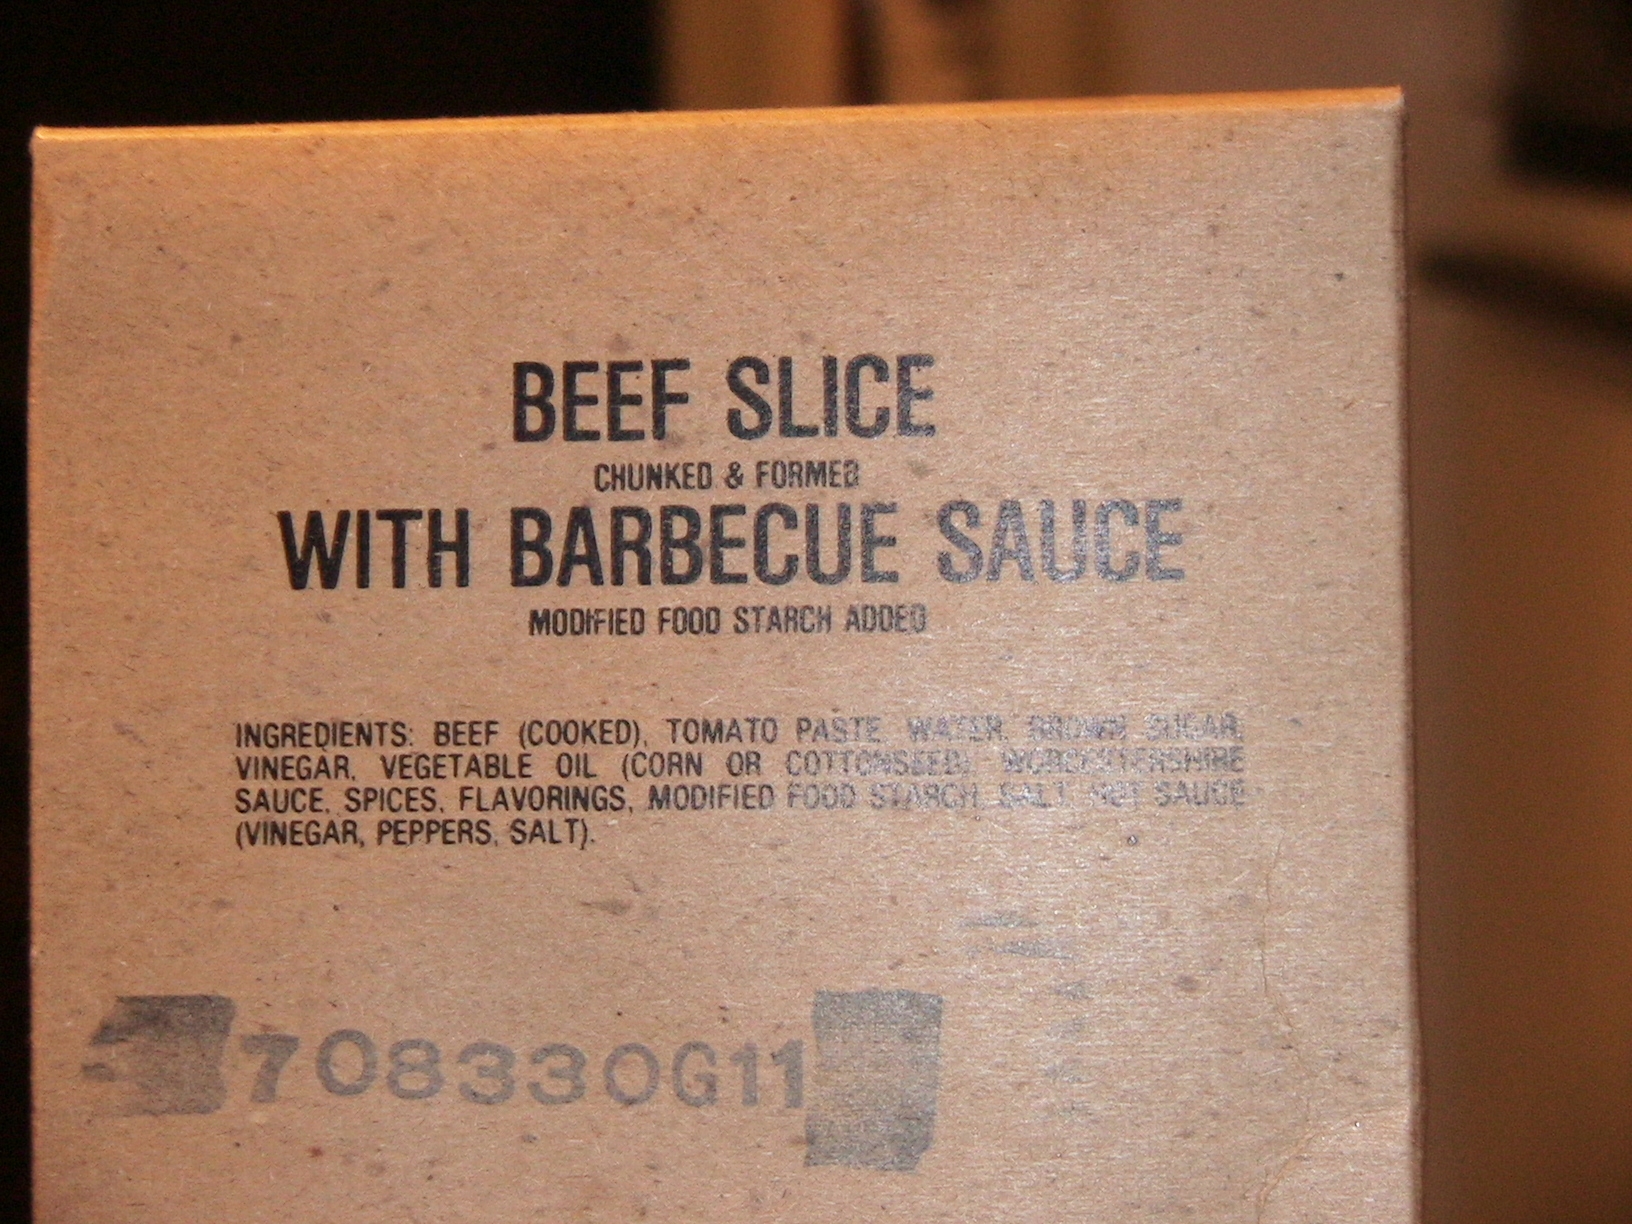 BEEF SLICE
CHUNKED & FORMED
WITH BARBECUE SAUCE
MODIFIED FOOD STARCH ADDED
INGREDIENTS: BEEF (COOKED), TOMATO PASTE, WATER, BROWN SUGAR,
VINEGAR, VEGETABLE OIL (CORN OR COTTONSEED), WORCESTERSHIRE
SAUCE, SPICES, FLAVORINGS, MODIFIED FOOD STARCH, SALT, HOT SAUCE
(VINEGAR, PEPPERS, SALT).
708330G11